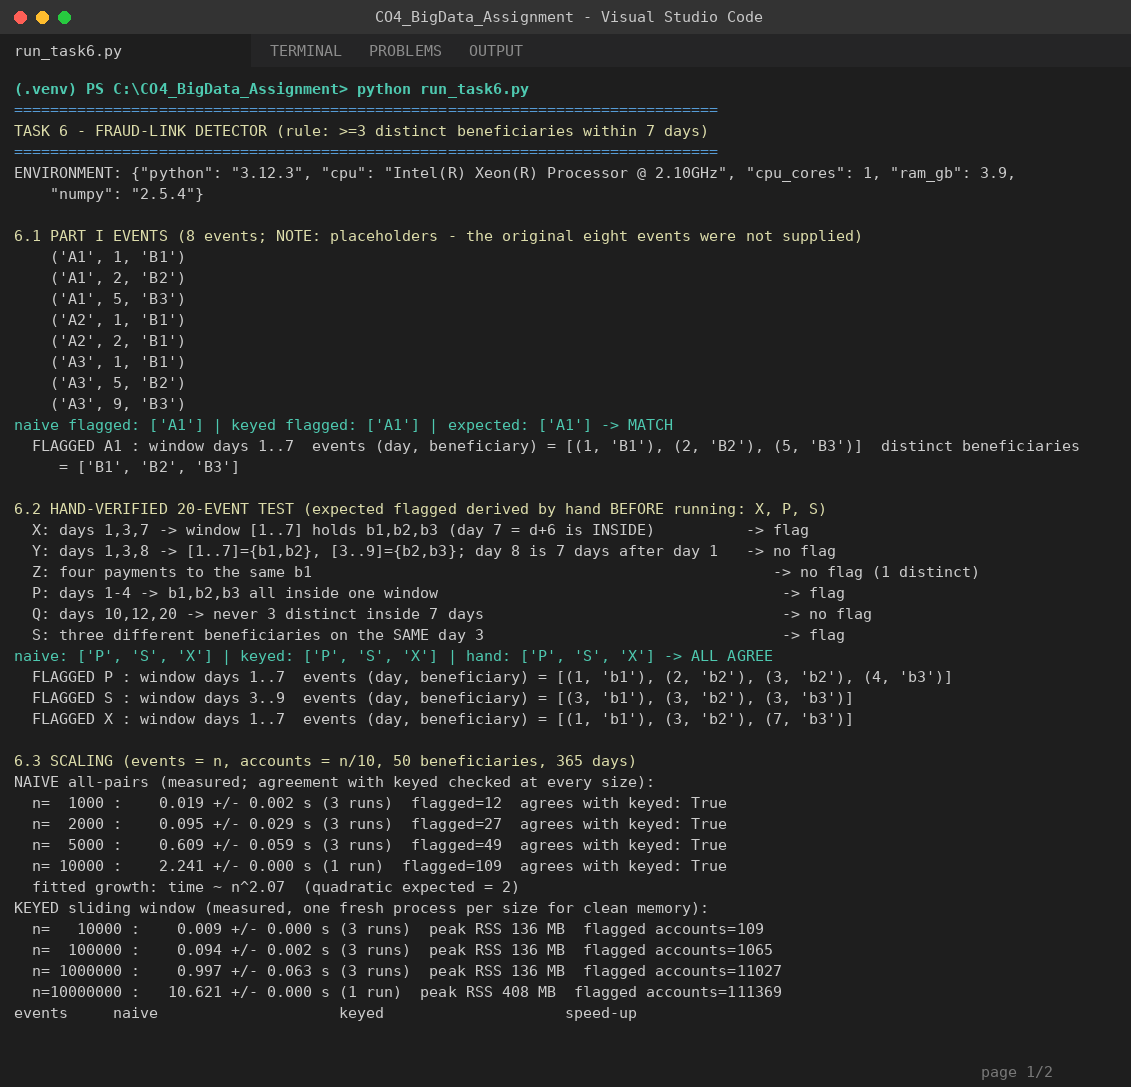 CO4_BigData_Assignment - Visual Studio Code
run_task6.py TERMINAL PROBLEMS OUTPUT
(.venv) PS C:\CO4_BigData_Assignment> python run_task6.py
==============================================================================
TASK 6 - FRAUD-LINK DETECTOR (rule: >=3 distinct beneficiaries within 7 days)
==============================================================================
ENVIRONMENT: {"python": "3.12.3", "cpu": "Intel(R) Xeon(R) Processor @ 2.10GHz", "cpu_cores": 1, "ram_gb": 3.9,
    "numpy": "2.5.4"}
6.1 PART I EVENTS (8 events; NOTE: placeholders - the original eight events were not supplied)
    ('A1', 1, 'B1')
    ('A1', 2, 'B2')
    ('A1', 5, 'B3')
    ('A2', 1, 'B1')
    ('A2', 2, 'B1')
    ('A3', 1, 'B1')
    ('A3', 5, 'B2')
    ('A3', 9, 'B3')
naive flagged: ['A1'] | keyed flagged: ['A1'] | expected: ['A1'] -> MATCH
  FLAGGED A1 : window days 1..7  events (day, beneficiary) = [(1, 'B1'), (2, 'B2'), (5, 'B3')]  distinct beneficiaries
     = ['B1', 'B2', 'B3']
6.2 HAND-VERIFIED 20-EVENT TEST (expected flagged derived by hand BEFORE running: X, P, S)
  X: days 1,3,7 -> window [1..7] holds b1,b2,b3 (day 7 = d+6 is INSIDE)          -> flag
  Y: days 1,3,8 -> [1..7]={b1,b2}, [3..9]={b2,b3}; day 8 is 7 days after day 1   -> no flag
  Z: four payments to the same b1                                                   -> no flag (1 distinct)
  P: days 1-4 -> b1,b2,b3 all inside one window                                      -> flag
  Q: days 10,12,20 -> never 3 distinct inside 7 days                                 -> no flag
  S: three different beneficiaries on the SAME day 3                                 -> flag
naive: ['P', 'S', 'X'] | keyed: ['P', 'S', 'X'] | hand: ['P', 'S', 'X'] -> ALL AGREE
  FLAGGED P : window days 1..7  events (day, beneficiary) = [(1, 'b1'), (2, 'b2'), (3, 'b2'), (4, 'b3')]
  FLAGGED S : window days 3..9  events (day, beneficiary) = [(3, 'b1'), (3, 'b2'), (3, 'b3')]
  FLAGGED X : window days 1..7  events (day, beneficiary) = [(1, 'b1'), (3, 'b2'), (7, 'b3')]
6.3 SCALING (events = n, accounts = n/10, 50 beneficiaries, 365 days)
NAIVE all-pairs (measured; agreement with keyed checked at every size):
  n=  1000 :    0.019 +/- 0.002 s (3 runs)  flagged=12  agrees with keyed: True
  n=  2000 :    0.095 +/- 0.029 s (3 runs)  flagged=27  agrees with keyed: True
  n=  5000 :    0.609 +/- 0.059 s (3 runs)  flagged=49  agrees with keyed: True
  n= 10000 :    2.241 +/- 0.000 s (1 run)  flagged=109  agrees with keyed: True
  fitted growth: time ~ n^2.07  (quadratic expected = 2)
KEYED sliding window (measured, one fresh process per size for clean memory):
  n=   10000 :    0.009 +/- 0.000 s (3 runs)  peak RSS 136 MB  flagged accounts=109
  n=  100000 :    0.094 +/- 0.002 s (3 runs)  peak RSS 136 MB  flagged accounts=1065
  n= 1000000 :    0.997 +/- 0.063 s (3 runs)  peak RSS 136 MB  flagged accounts=11027
  n=10000000 :   10.621 +/- 0.000 s (1 run)  peak RSS 408 MB  flagged accounts=111369
events     naive                    keyed                    speed-up
page 1/2